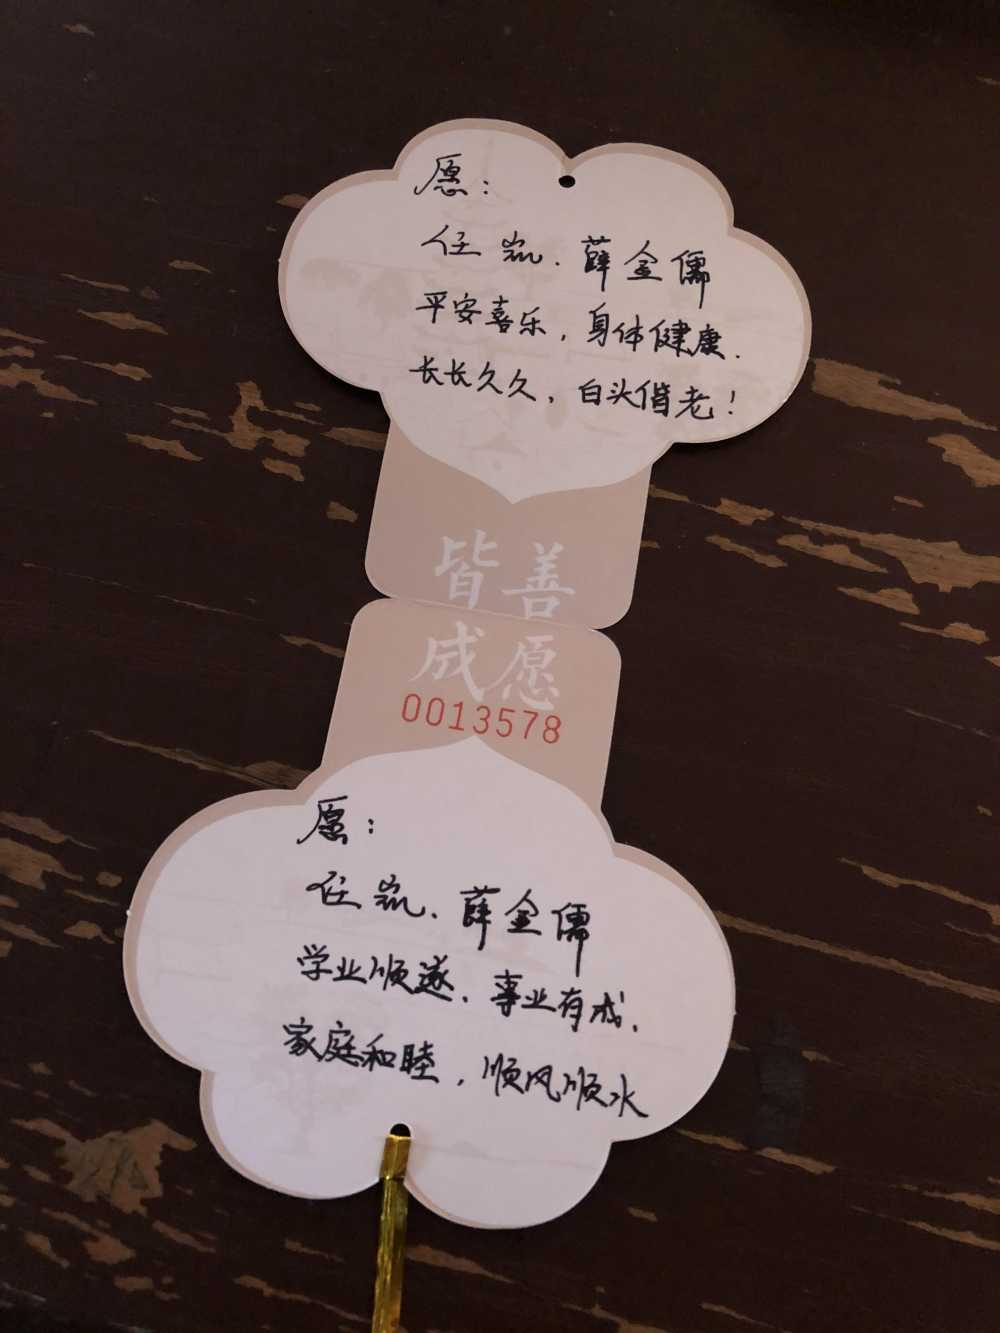 愿：
任岚．薛金儒
平安喜乐，身体健康．
长长久久，白头偕老！
皆善
成愿
0013578
愿：
任岚．薛金儒
学业顺遂．事业有成．
家庭和睦，顺风顺水